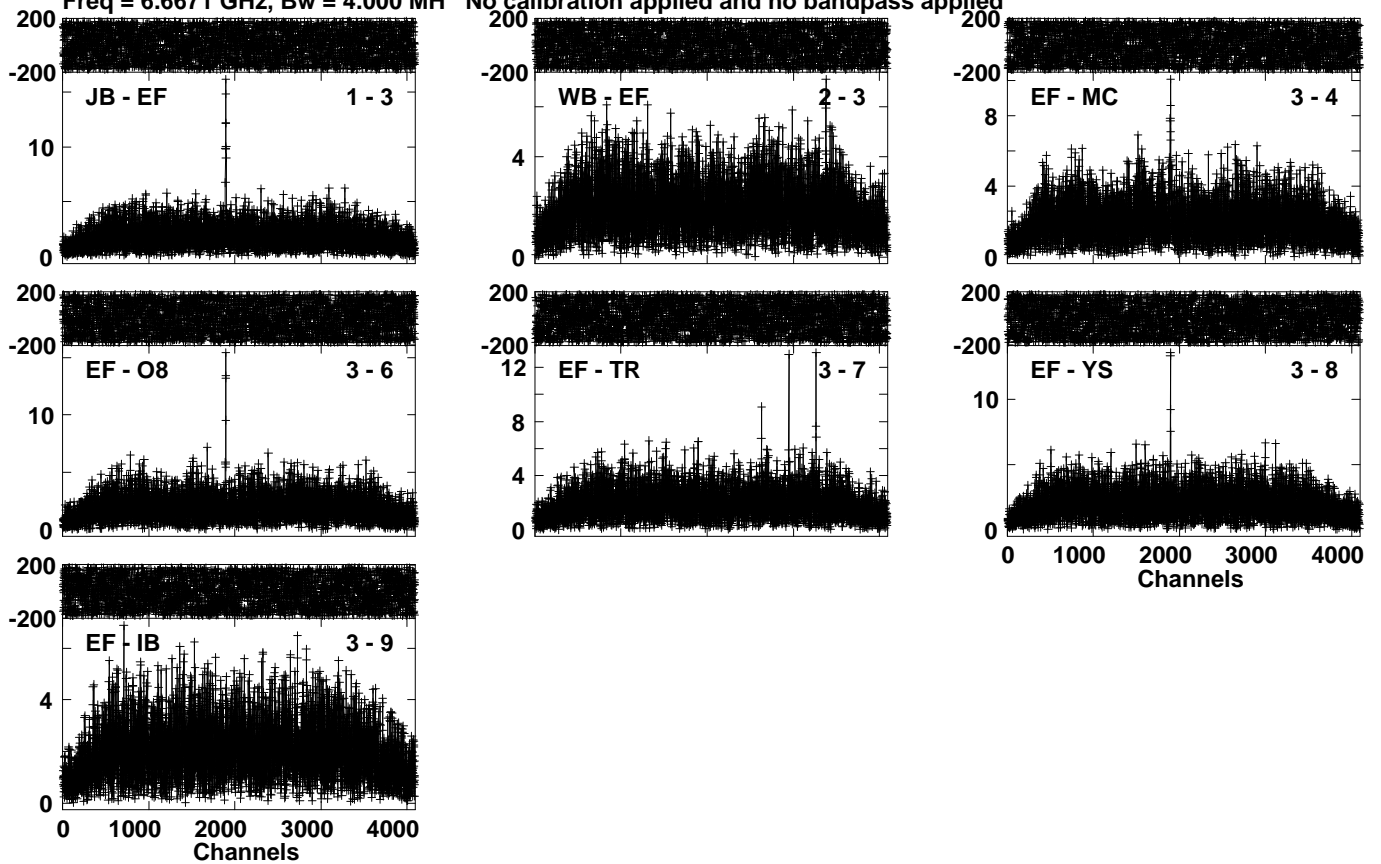 Freq = 6.6671 GHz, Bw = 4.000 MH No calibration applied and no bandpass applied
200 200 200
-200 -200 -200
JB - EF 1 - 3 WB - EF 2 - 3 EF - MC 3 - 4
10 4 8
4
0 0 0
200 200 200
-200 -200 -200
EF - O8 3 - 6 EF - TR 3 - 7 EF - YS 3 - 8
10 12 10
8
4
0 0 0
0 1000 2000 3000 4000
Channels
200
-200
EF - IB 3 - 9
4
0
0 1000 2000 3000 4000
Channels